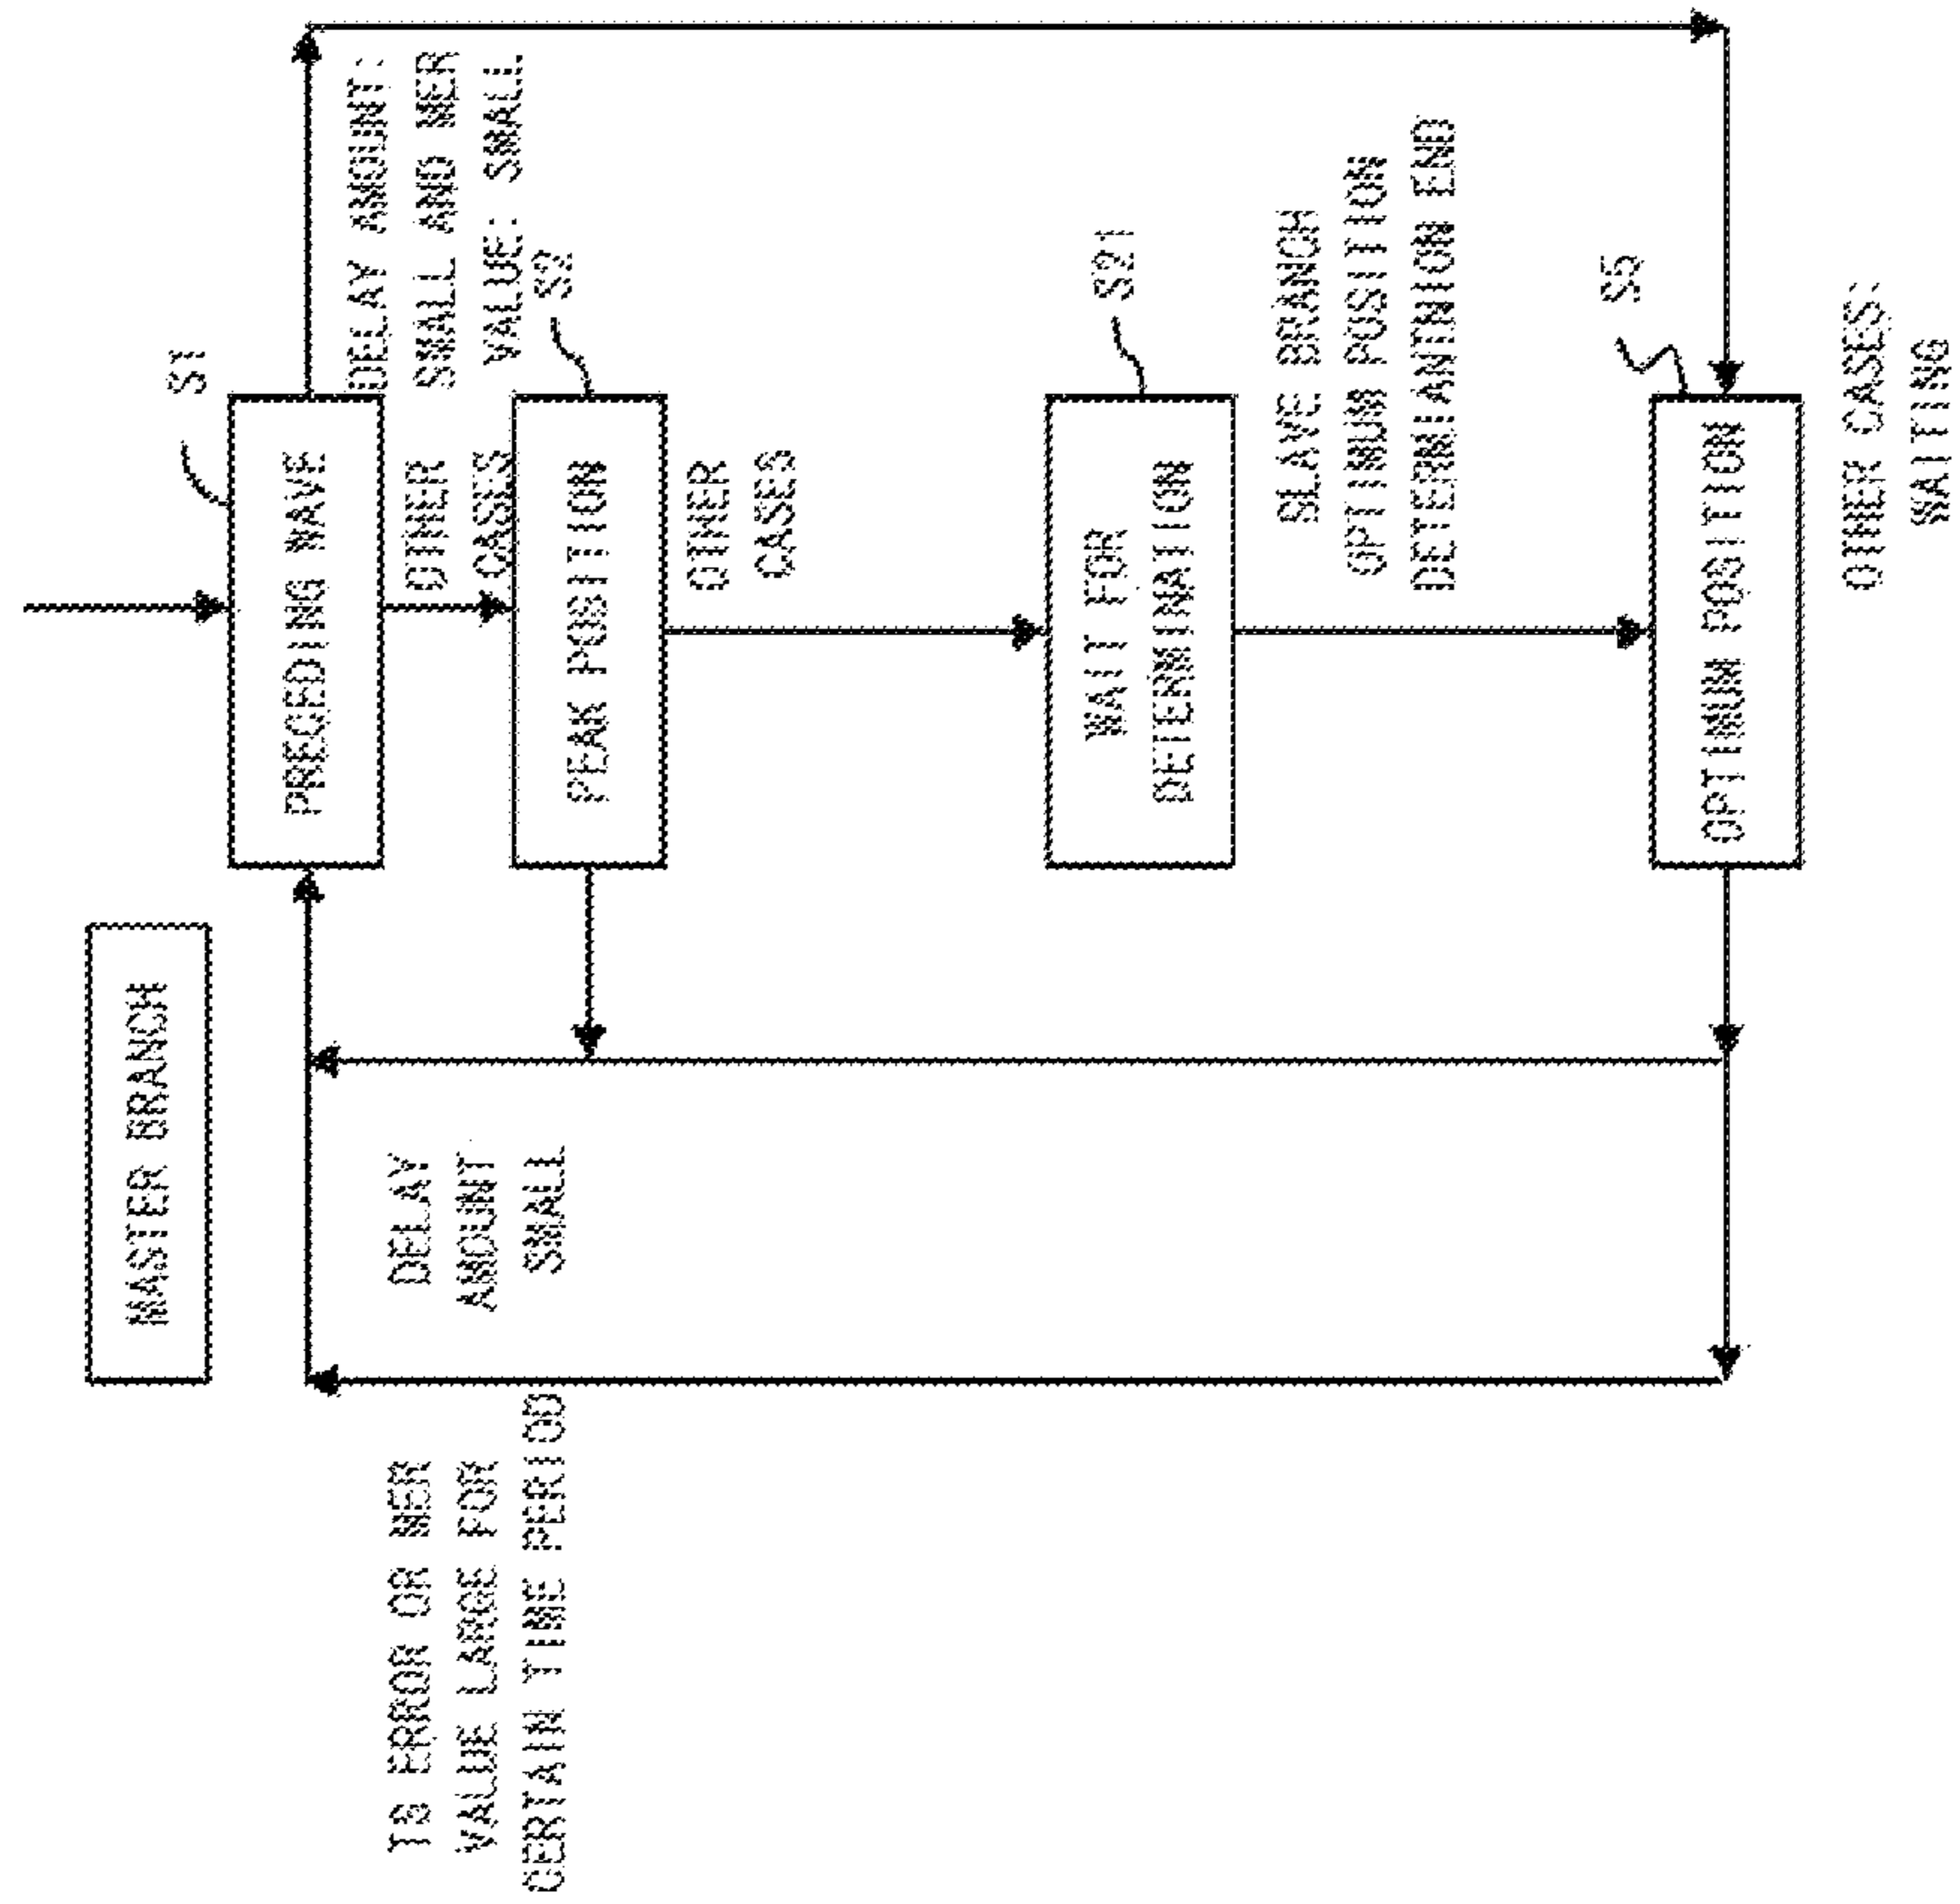 MASTER BRANCH
S1
PRECEDING WAVE
DELAY AMOUNT:
SMALL AND MER
VALUE: SMALL
OTHER
CASES
S2
PEAK POSITION
OTHER
CASES
TS ERROR OR MER
VALUE LARGE FOR
CERTAIN TIME PERIOD
DELAY
AMOUNT
SMALL
S21
WAIT FOR
DETERMINATION
SLAVE BRANCH
OPTIMUM POSITION
DETERMIANTNION END
S5
OPTIMUM POSITION
OTHER CASES:
WAITING